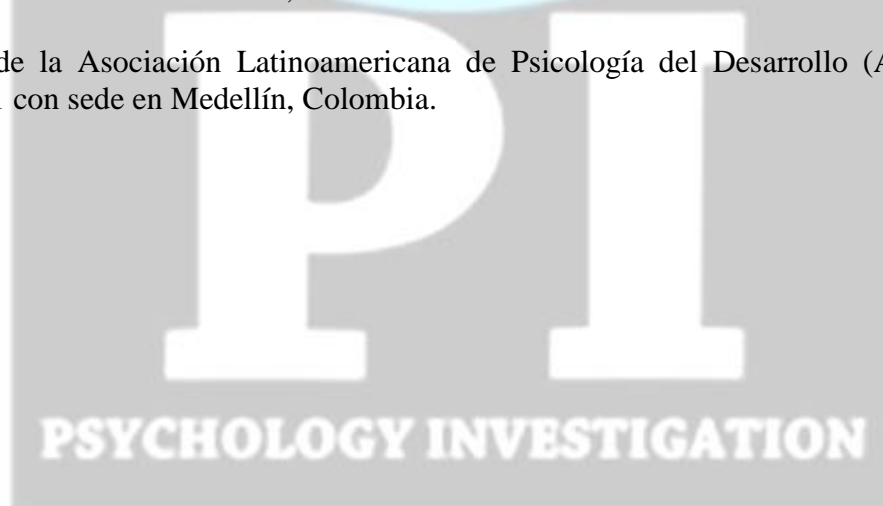 de la Asociación Latinoamericana de Psicología del Desarrollo (A
con sede en Medellín, Colombia.
PI
PSYCHOLOGY INVESTIGATION